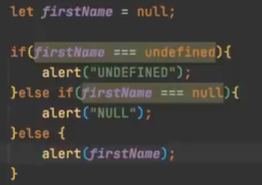 let firstName = null;
if(firstName === undefined){
alert("UNDEFINED");
}else if(firstName === null){
alert("NULL");
}else {
alert(firstName);
}